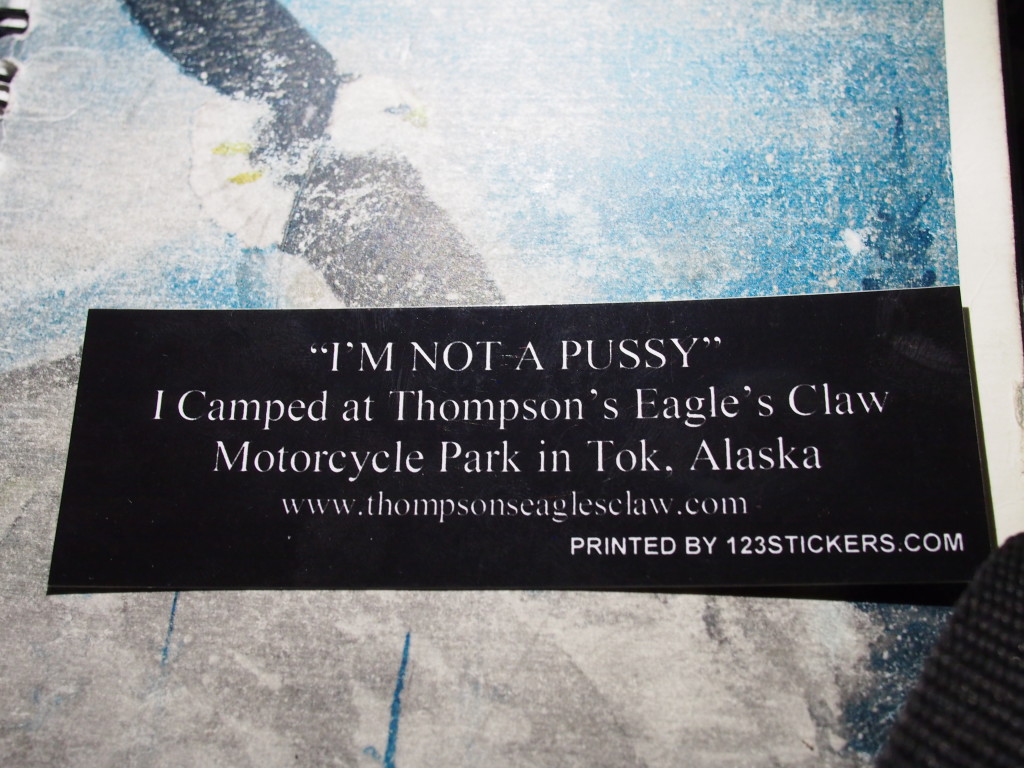 “I’M NOT A PUSSY”
I Camped at Thompson’s Eagle’s Claw
Motorcycle Park in Tok, Alaska
www.thompsonseaglesclaw.com
PRINTED BY 123STICKERS.COM